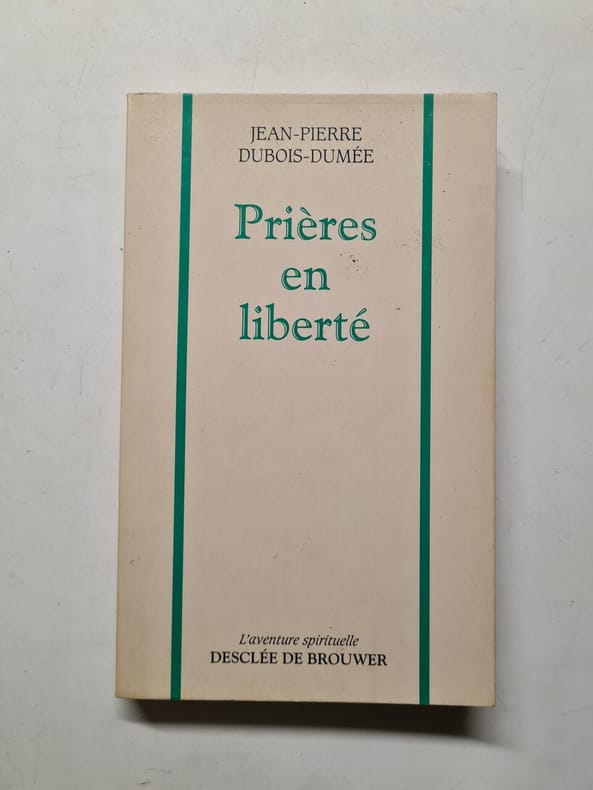 JEAN-PIERRE
DUBOIS-DUMÉE
Prières
en
liberté
L'aventure spirituelle
DESCLÉE DE BROUWER